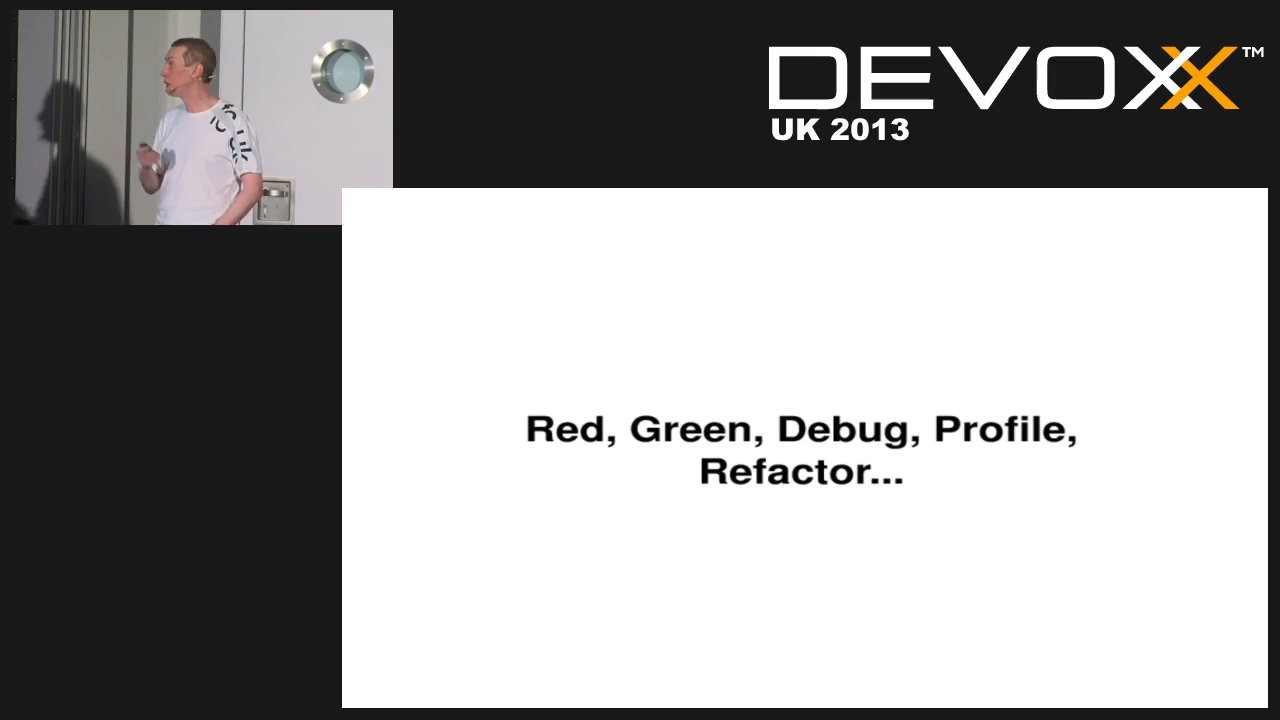 DEVOXX™
UK 2013
Red, Green, Debug, Profile,
Refactor...